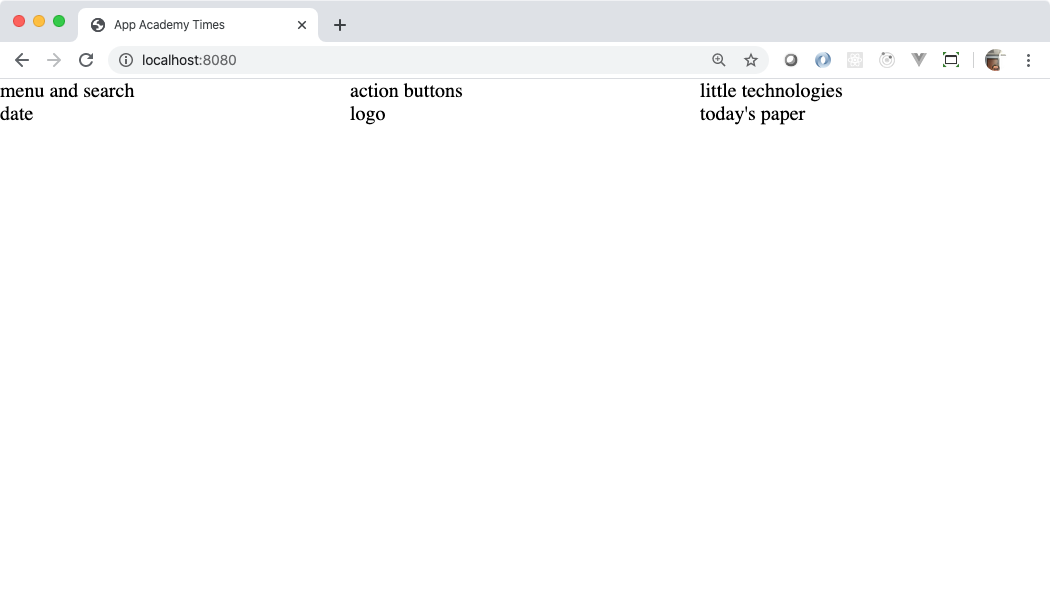 App Academy Times
localhost:8080
menu and search action buttons little technologies
date logo today's paper